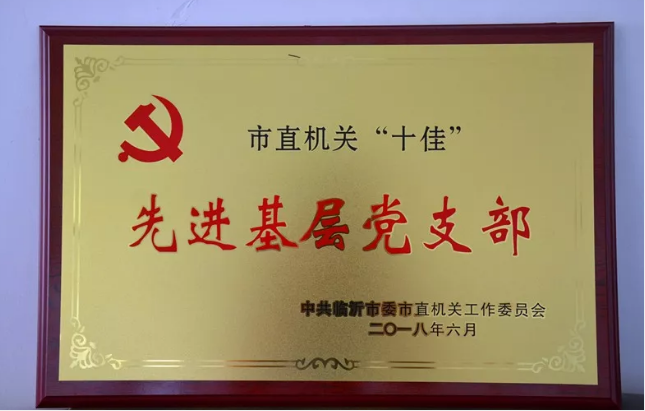 市直机关“十佳”
先进基层党支部
中共临沂市委市直机关工作委员会
二〇一八年六月